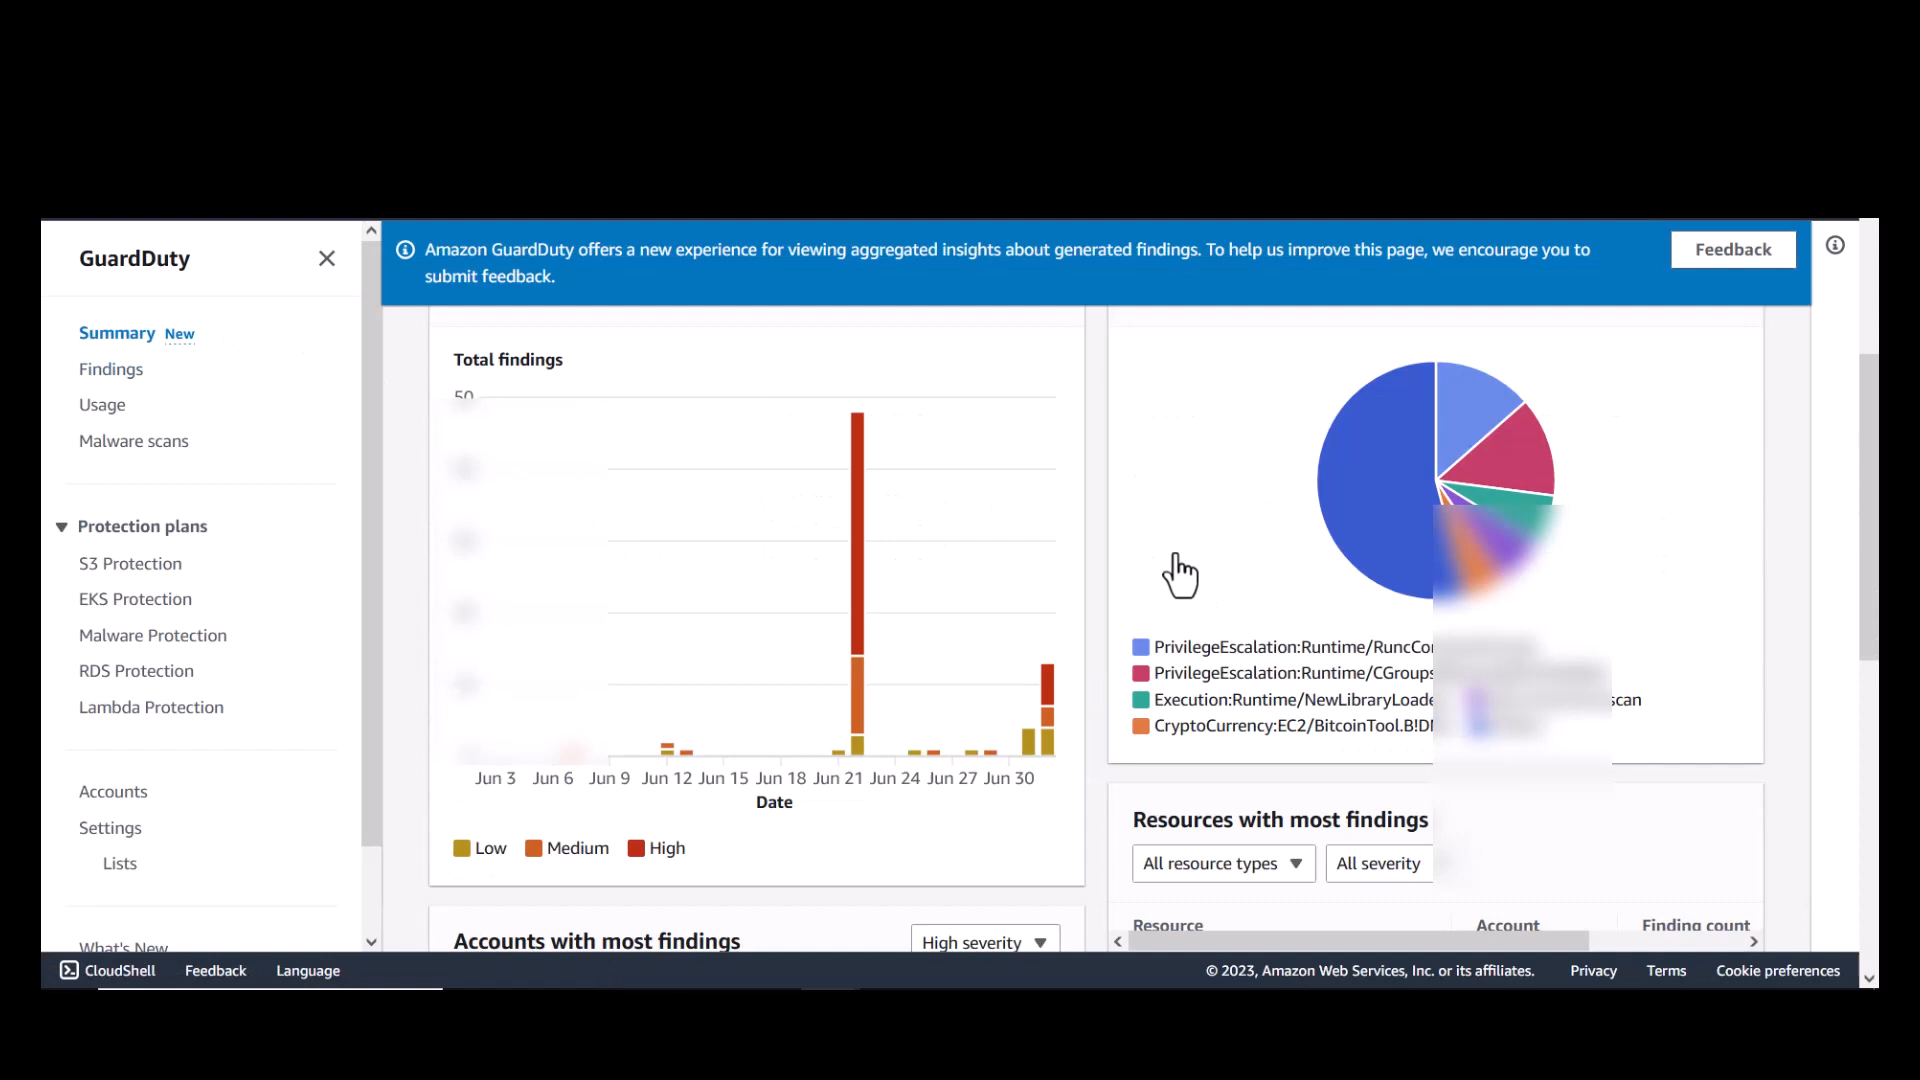 GuardDuty
Summary New
Findings
Usage
Malware scans
Protection plans
S3 Protection
EKS Protection
Malware Protection
RDS Protection
Lambda Protection
Accounts
Settings
Lists
What's New
Amazon GuardDuty offers a new experience for viewing aggregated insights about generated findings. To help us improve this page, we encourage you to
submit feedback.
Feedback
Total findings
50
Jun 3 Jun 6 Jun 9 Jun 12 Jun 15 Jun 18 Jun 21 Jun 24 Jun 27 Jun 30
Date
Low Medium High
Accounts with most findings
High severity
PrivilegeEscalation:Runtime/RuncCo
PrivilegeEscalation:Runtime/CGroups
Execution:Runtime/NewLibraryLoade scan
CryptoCurrency:EC2/BitcoinTool.B!D
Resources with most findings
All resource types All severity
Resource Account Finding count
CloudShell Feedback Language © 2023, Amazon Web Services, Inc. or its affiliates. Privacy Terms Cookie preferences